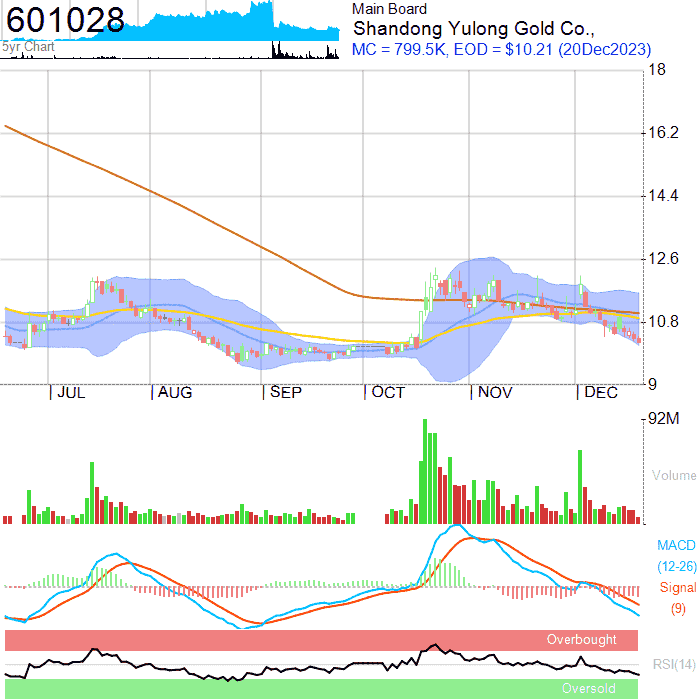 601028
5yr Chart
Main Board
Shandong Yulong Gold Co.,
MC = 799.5K, EOD = $10.21 (20Dec2023)
18
16.2
14.4
12.6
10.8
9
JUL
AUG
SEP
OCT
NOV
DEC
92M
Volume
MACD
(12-26)
Signal
(9)
Overbought
RSI(14)
Oversold